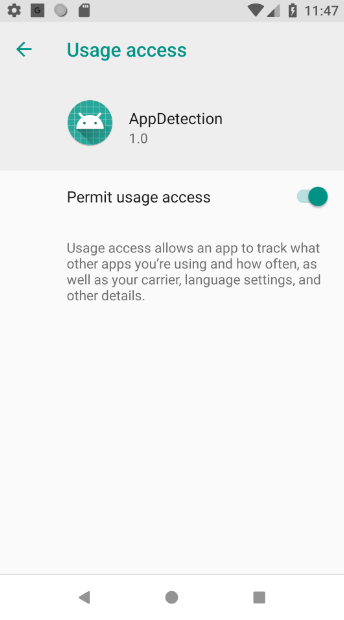 11:47
Usage access
AppDetection
1.0
Permit usage access
Usage access allows an app to track what
other apps you're using and how often, as
well as your carrier, language settings, and
other details.